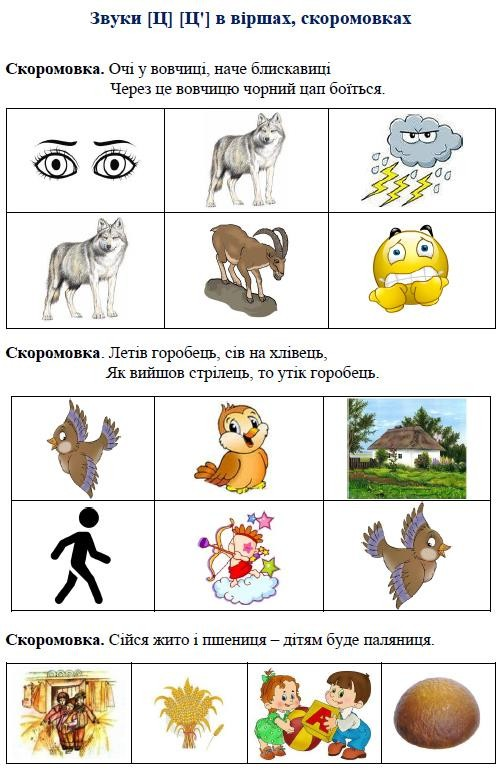 Звуки [Ц] [Ц'] в віршах, скоромовках
Скоромовка. Очі у вовчиці, наче блискавиці
Через це вовчицю чорний цап боїться.
Скоромовка. Летів горобець, сів на хлівець,
Як вийшов стрілець, то утік горобець.
Скоромовка. Сійся жито і пшениця – дітям буде паляниця.